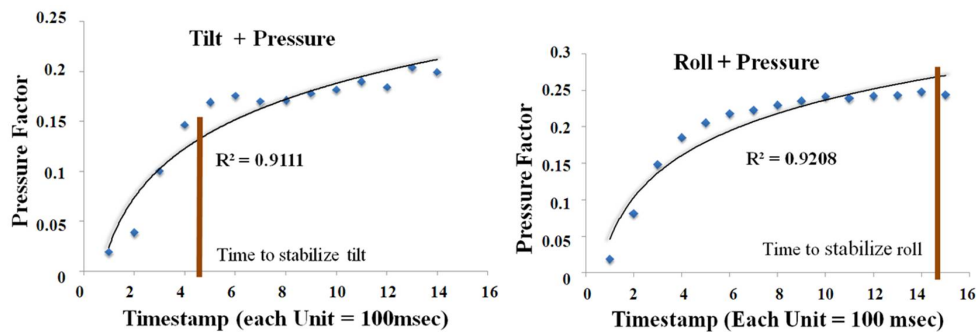 Tilt + Pressure
Pressure Factor
0.25
0.2
0.15
0.1
0.05
0
R² = 0.9111
Time to stabilize tilt
0 2 4 6 8 10 12 14 16
Timestamp (each Unit = 100msec)
Roll + Pressure
Pressure Factor
0.3
0.25
0.2
0.15
0.1
0.05
0
R² = 0.9208
Time to stabilize roll
0 2 4 6 8 10 12 14 16
Timestamp (Each Unit = 100 msec)